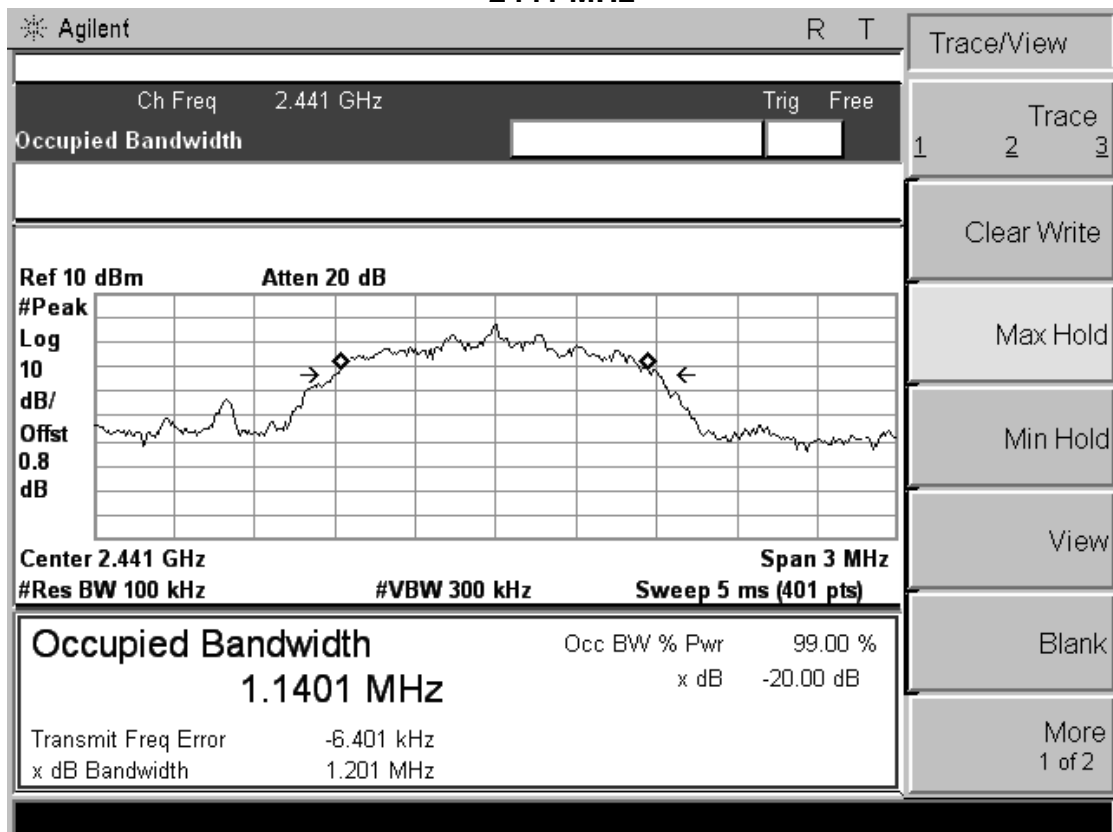 Agilent R T
Trace/View
Ch Freq 2.441 GHz Trig Free
Occupied Bandwidth
Trace
1 2 3
Clear Write
Ref 10 dBm Atten 20 dB
#Peak
Log
10
dB/
Offst
0.8
dB
Max Hold
Min Hold
Center 2.441 GHz Span 3 MHz
#Res BW 100 kHz #VBW 300 kHz Sweep 5 ms (401 pts)
View
Occupied Bandwidth Occ BW % Pwr 99.00 %
1.1401 MHz x dB -20.00 dB
Blank
Transmit Freq Error -6.401 kHz
x dB Bandwidth 1.201 MHz
More
1 of 2